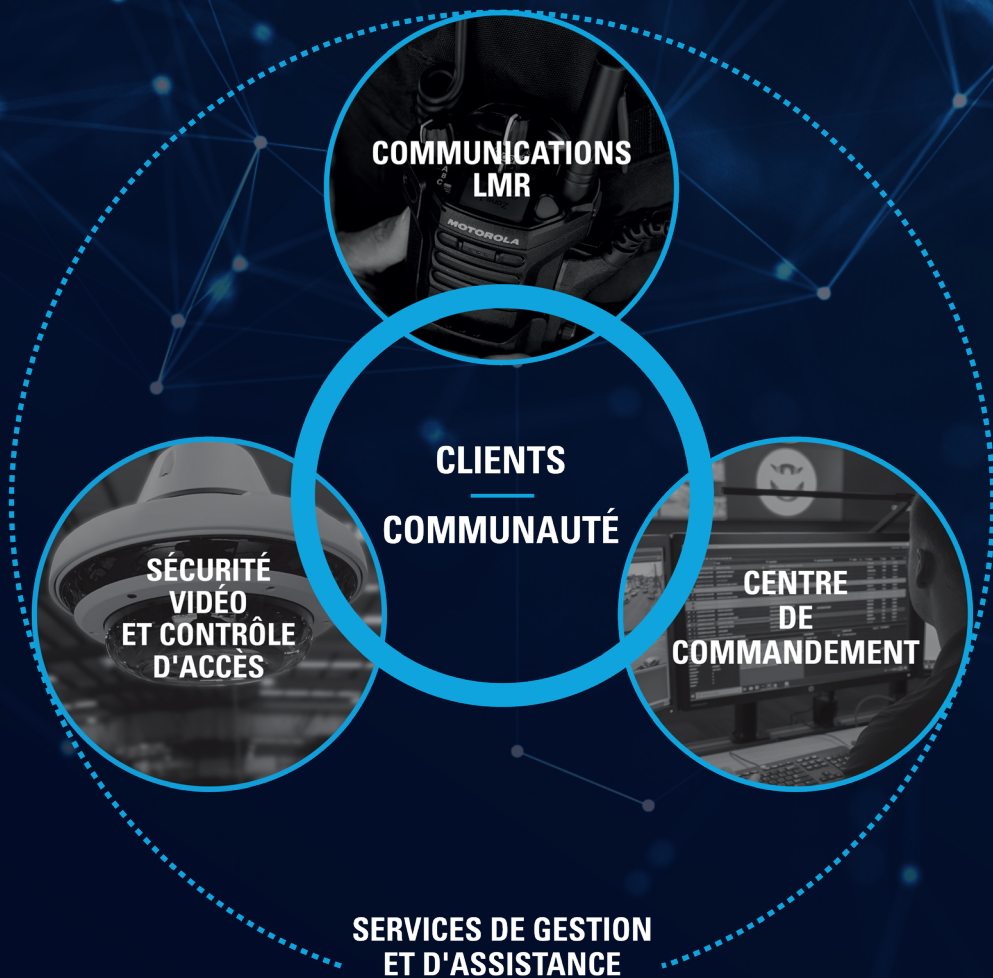 COMMUNICATIONS
LMR
A
B
C
MOTOROLA
CLIENTS
COMMUNAUTÉ
SÉCURITÉ
VIDÉO
ET CONTRÔLE
D'ACCÈS
CENTRE
DE
COMMANDEMENT
SERVICES DE GESTION
ET D'ASSISTANCE